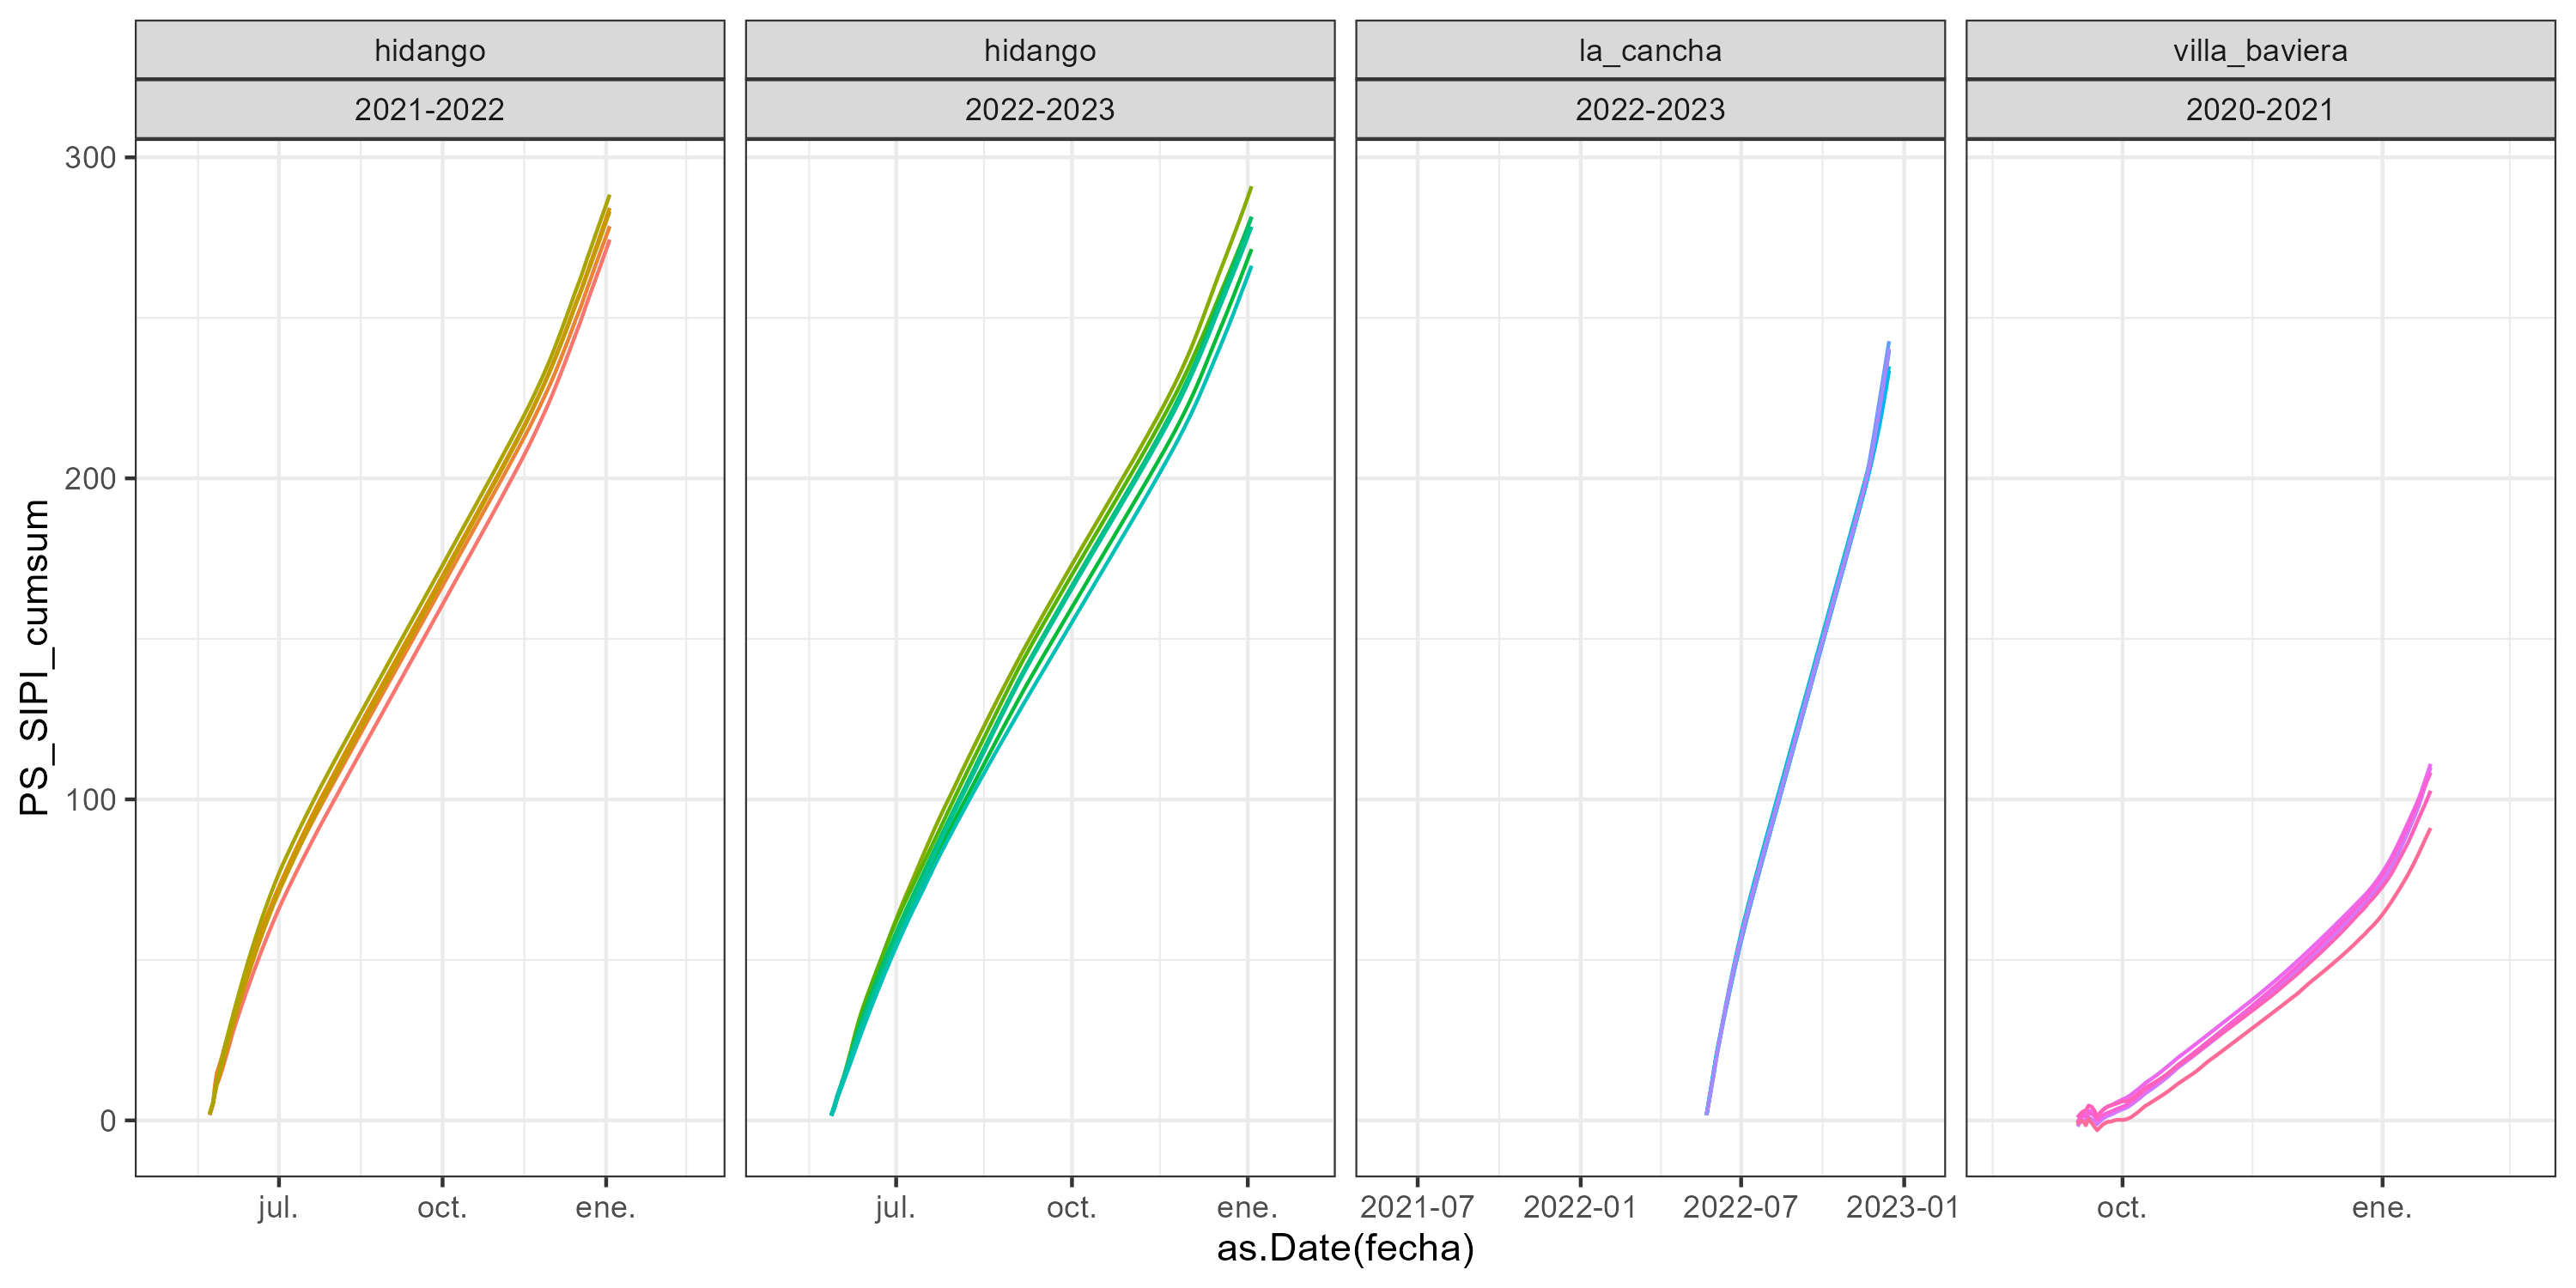 hidango hidango la_cancha villa_baviera
2021-2022 2022-2023 2022-2023 2020-2021
PS_SIPI_cumsum
300
200
100
0
jul. oct. ene. jul. oct. ene. 2021-07 2022-01 2022-07 2023-01 oct. ene.
as.Date(fecha)